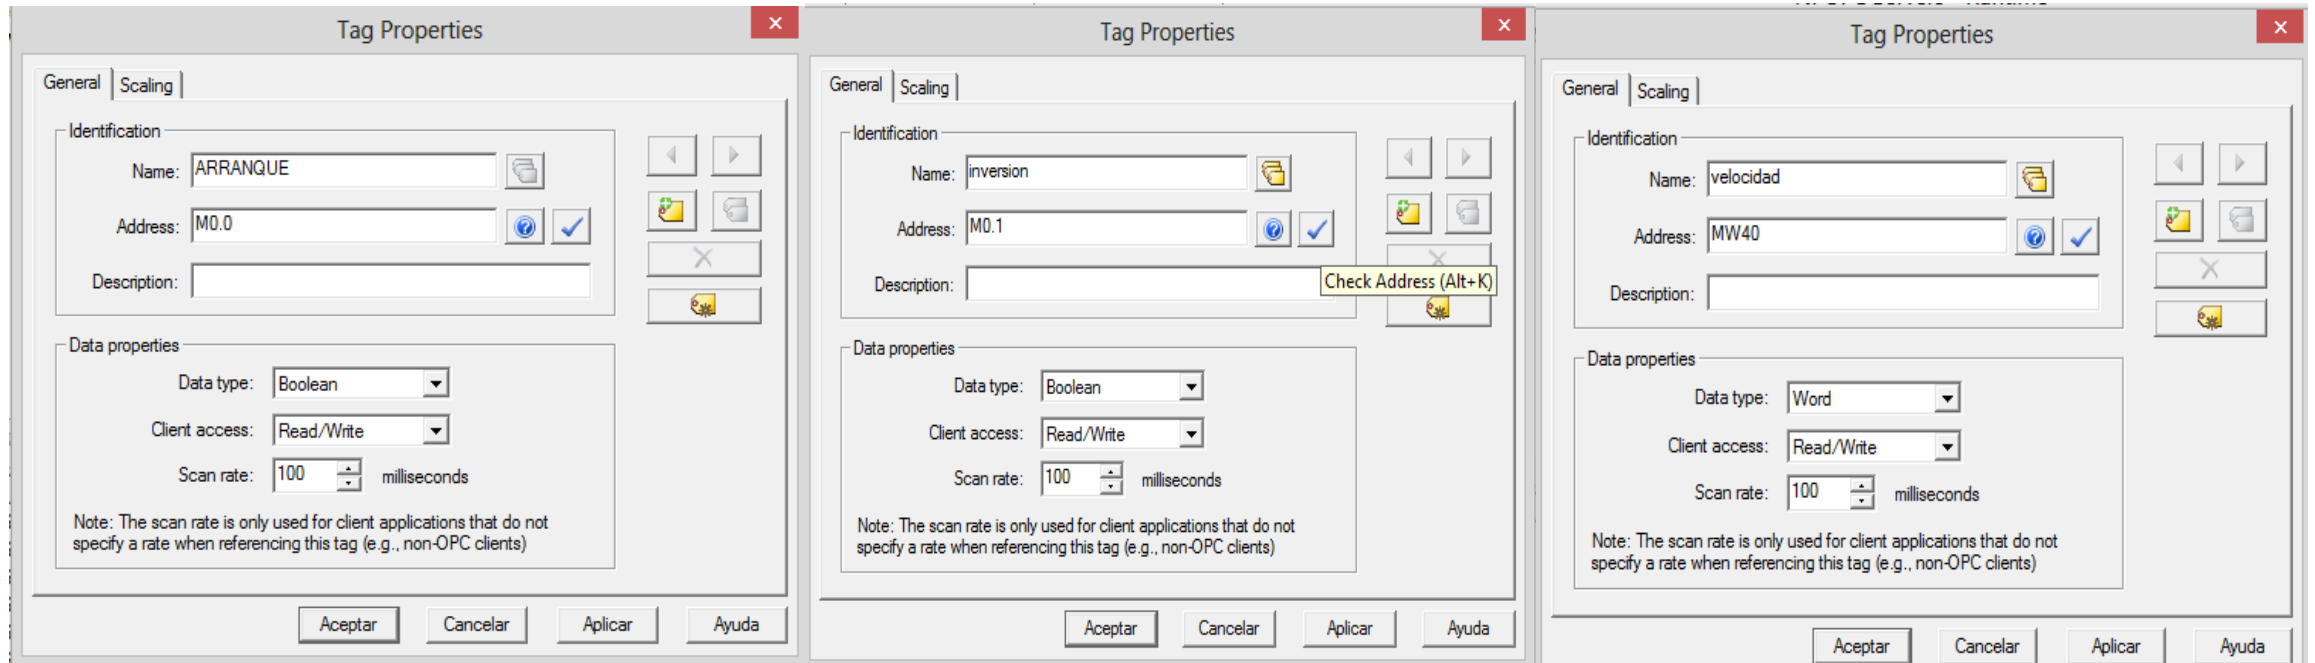 Tag Properties
General Scaling
Identification
Name: ARRANQUE
Address: M0.0
Description:
Data properties
Data type: Boolean
Client access: Read/Write
Scan rate: 100 milliseconds
Note: The scan rate is only used for client applications that do not
specify a rate when referencing this tag (e.g., non-OPC clients)
Aceptar Cancelar Aplicar Ayuda
Tag Properties
General Scaling
Identification
Name: inversion
Address: M0.1
Description:
Check Address (Alt+K)
Data properties
Data type: Boolean
Client access: Read/Write
Scan rate: 100 milliseconds
Note: The scan rate is only used for client applications that do not
specify a rate when referencing this tag (e.g., non-OPC clients)
Aceptar Cancelar Aplicar Ayuda
Tag Properties
General Scaling
Identification
Name: velocidad
Address: MW40
Description:
Data properties
Data type: Word
Client access: Read/Write
Scan rate: 100 milliseconds
Note: The scan rate is only used for client applications that do not
specify a rate when referencing this tag (e.g., non-OPC clients)
Aceptar Cancelar Aplicar Ayuda